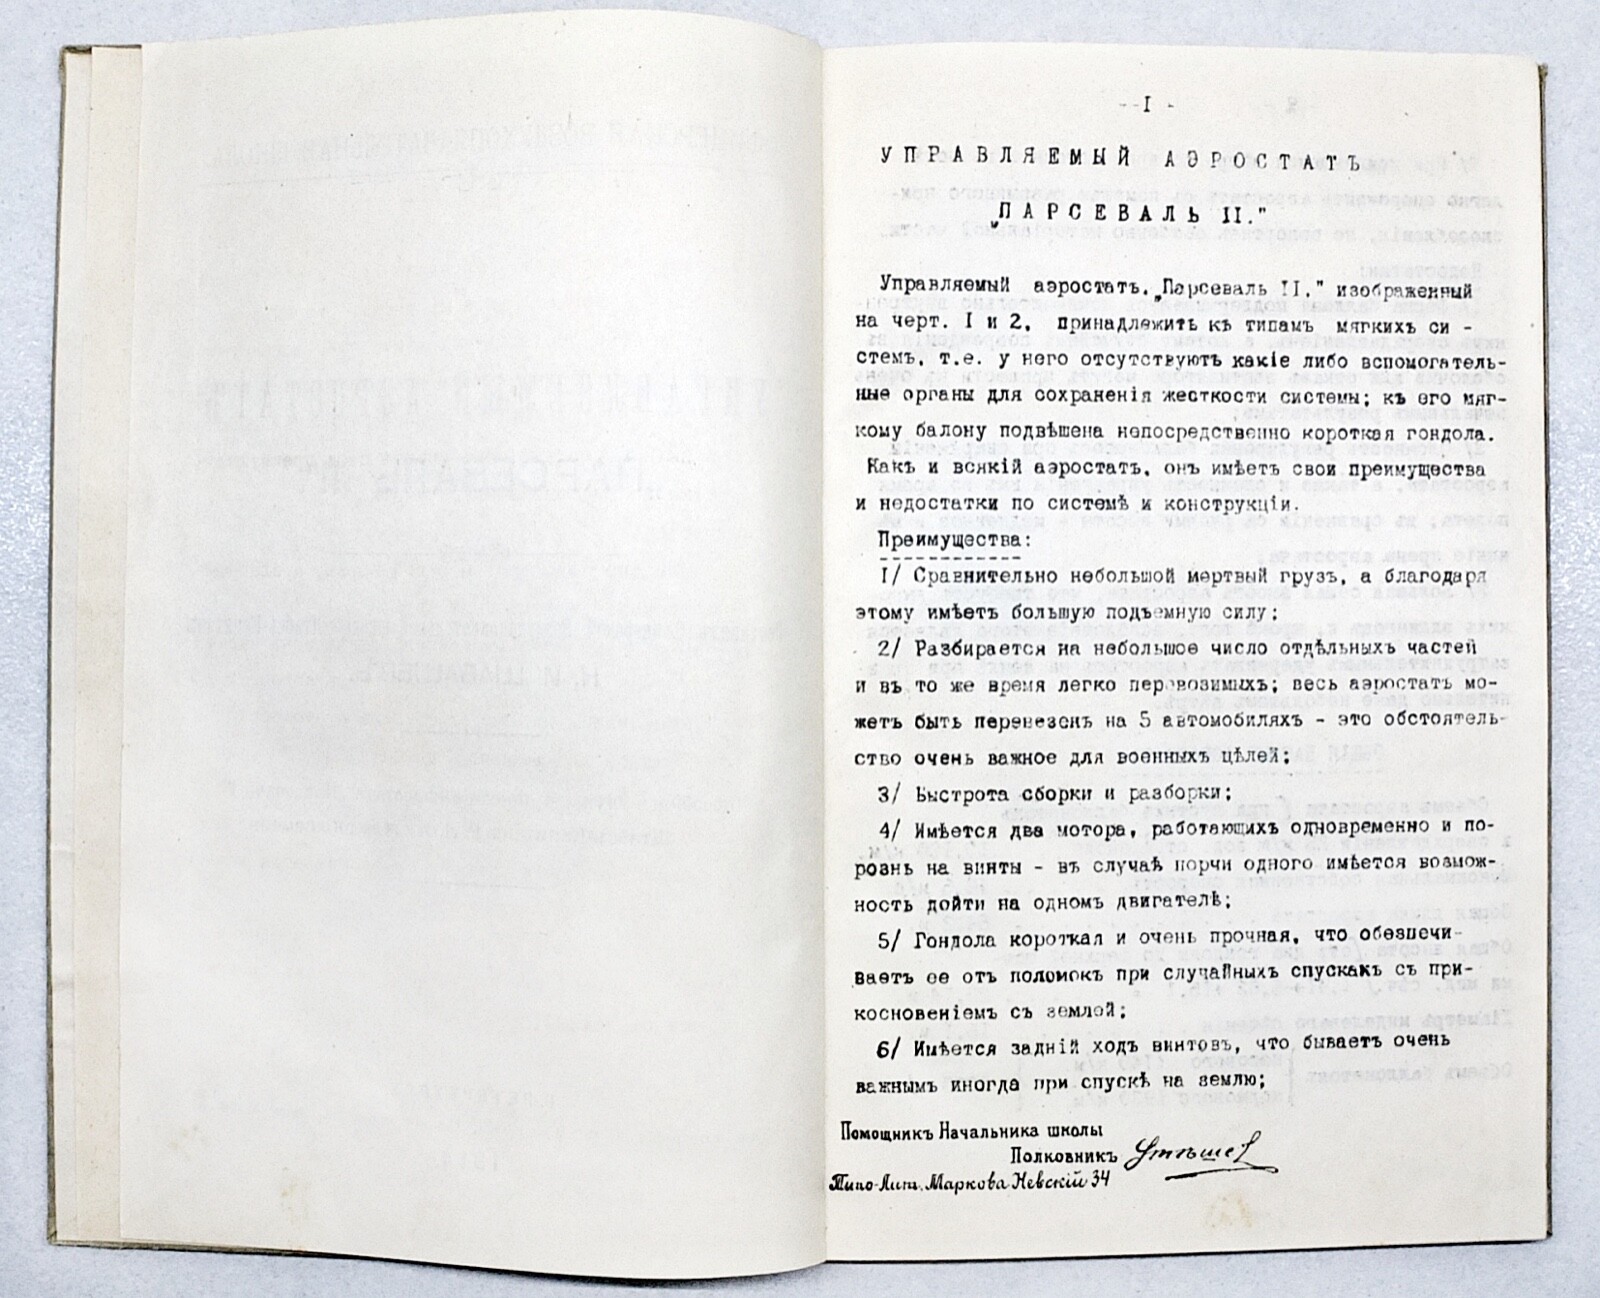 --I -
УПРАВЛЯЕМЫЙ АЭРОСТАТЪ
„ПАРСЕВАЛЬ II."
Управляемый аэростатъ. „Парсеваль II." изображенный
на черт. I и 2, принадлежитъ къ типамъ мягкихъ си -
стемъ, т.е. у него отсутствуютъ какіе либо вспомогатель-
ные органы для сохраненія жесткости системы; къ его мяг-
кому балону подвѣшена непосредственно короткая гондола.
Какъ и всякій аэростатъ, онъ имѣетъ свои преимущества
и недостатки по системѣ и конструкціи.
Преимущества:
I/ Сравнительно небольшой мертвый грузъ, а благодаря
этому имѣетъ большую подъемную силу;
2/ Разбирается на небольшое число отдѣльныхъ частей
и въ то же время легко перевозимыхъ; весь аэростатъ мо-
жетъ быть перевезенъ на 5 автомобиляхъ - это обстоятель-
ство очень важное для военныхъ цѣлей;
3/ Быстрота сборки и разборки;
4/ Имѣется два мотора, работающихъ одновременно и по-
рознь на винты - въ случаѣ порчи одного имѣется возмож-
ность дойти на одномъ двигателѣ;
5/ Гондола короткая и очень прочная, что обезпечи-
ваетъ ее отъ поломокъ при случайныхъ спускакъ съ при-
косновеніемъ съ землей;
6/ Имѣется задній ходъ винтовъ, что бываетъ очень
важнымъ иногда при спускѣ на землю;
Помощникъ Начальника школы
Полковникъ
Типо-Лит. Маркова Невскій 34